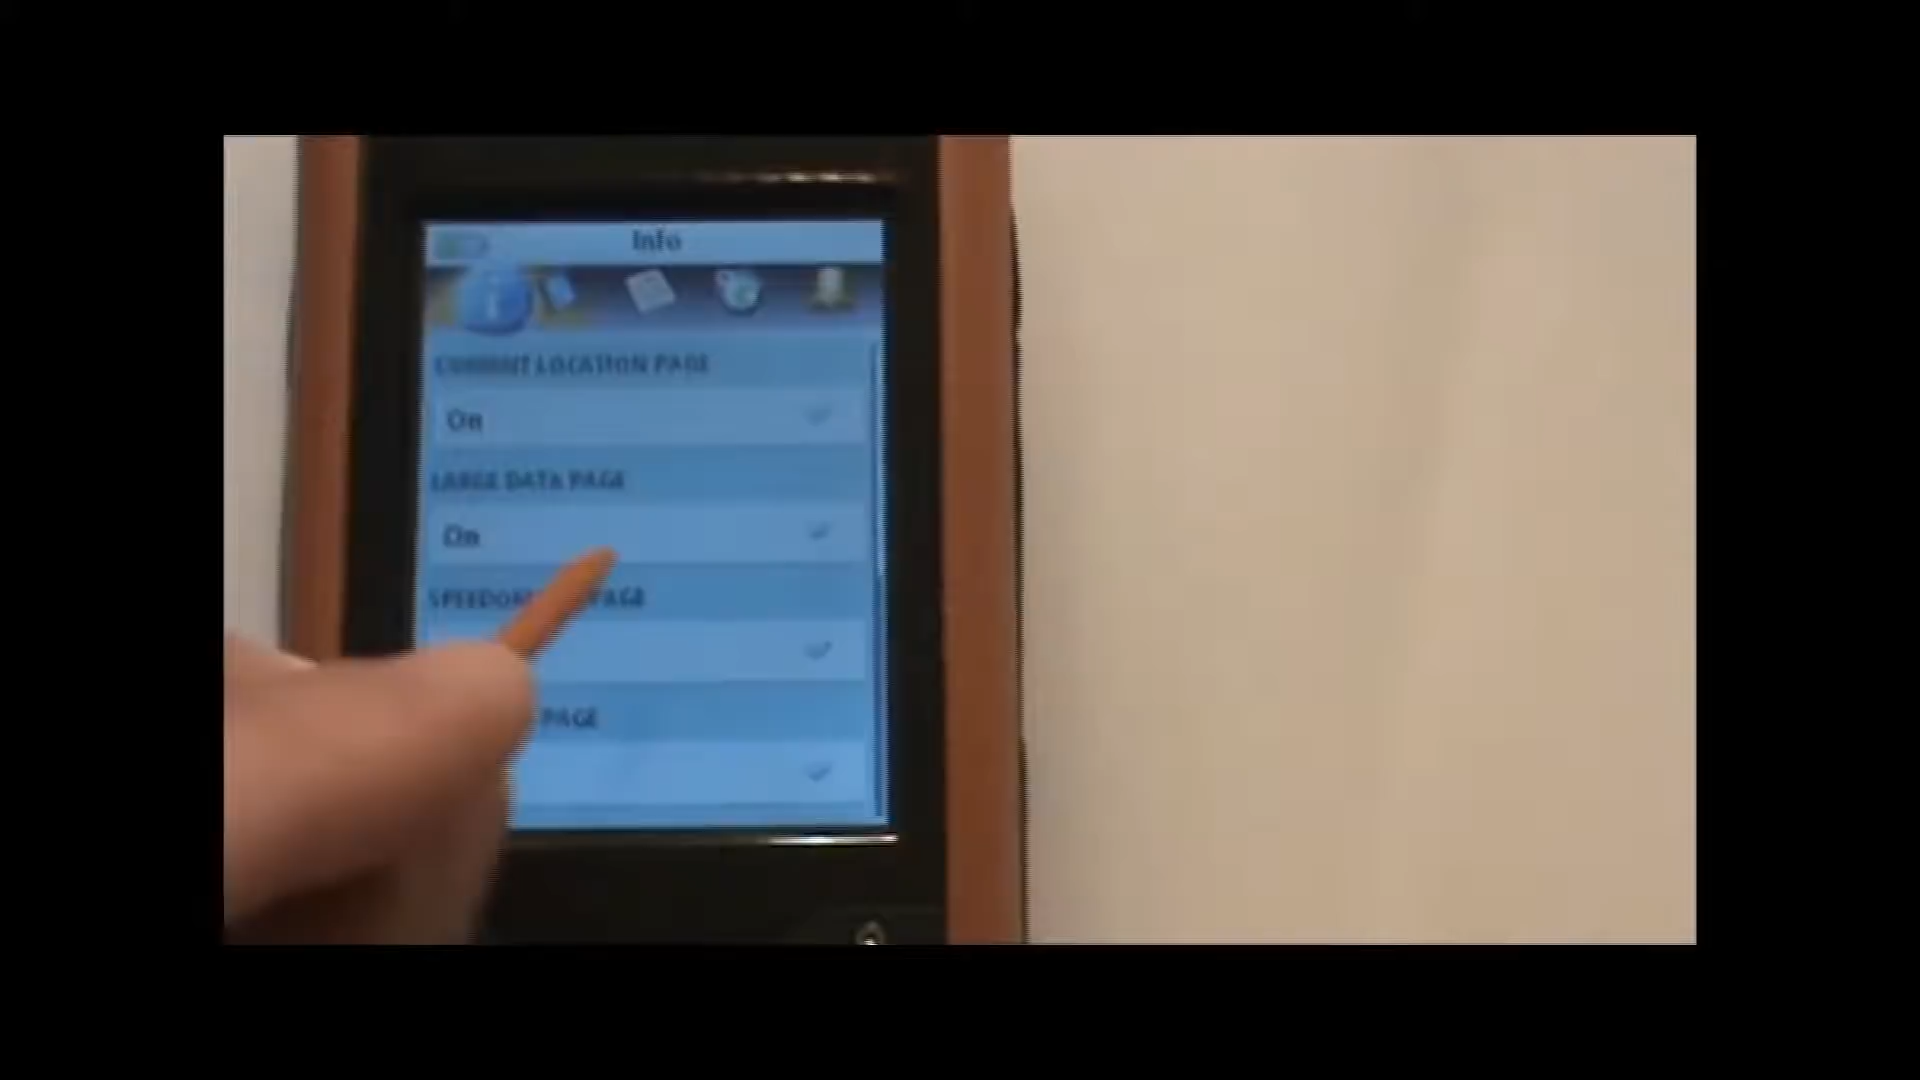 Info
CURRENT LOCATION PAGE
On
LARGE DATA PAGE
On
PAGE
PAGE